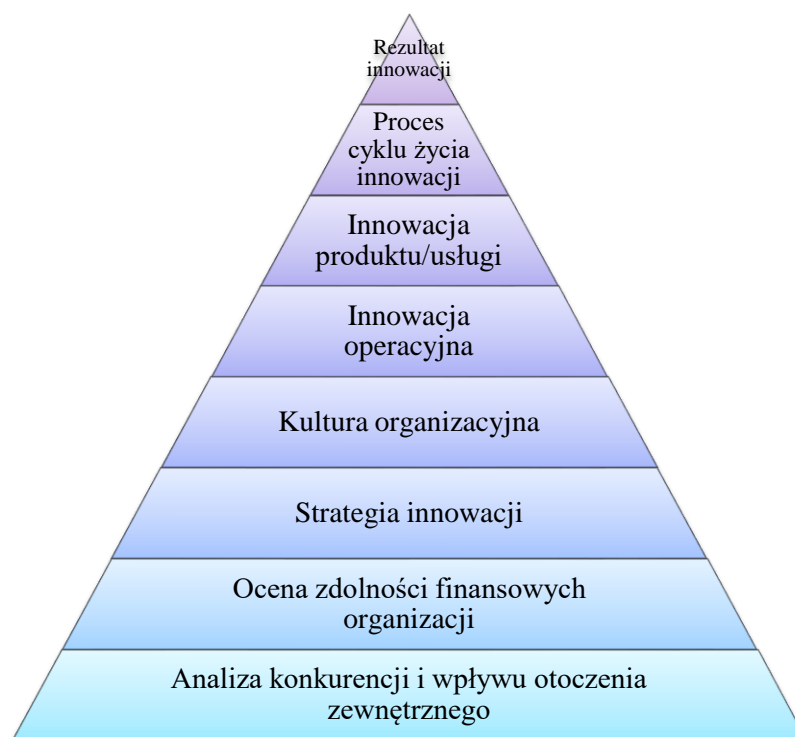 Rezultat
innowacji
Proces
cyklu życia
innowacji
Innowacja
produktu/usługi
Innowacja
operacyjna
Kultura organizacyjna
Strategia innowacji
Ocena zdolności finansowych
organizacji
Analiza konkurencji i wpływu otoczenia
zewnętrznego